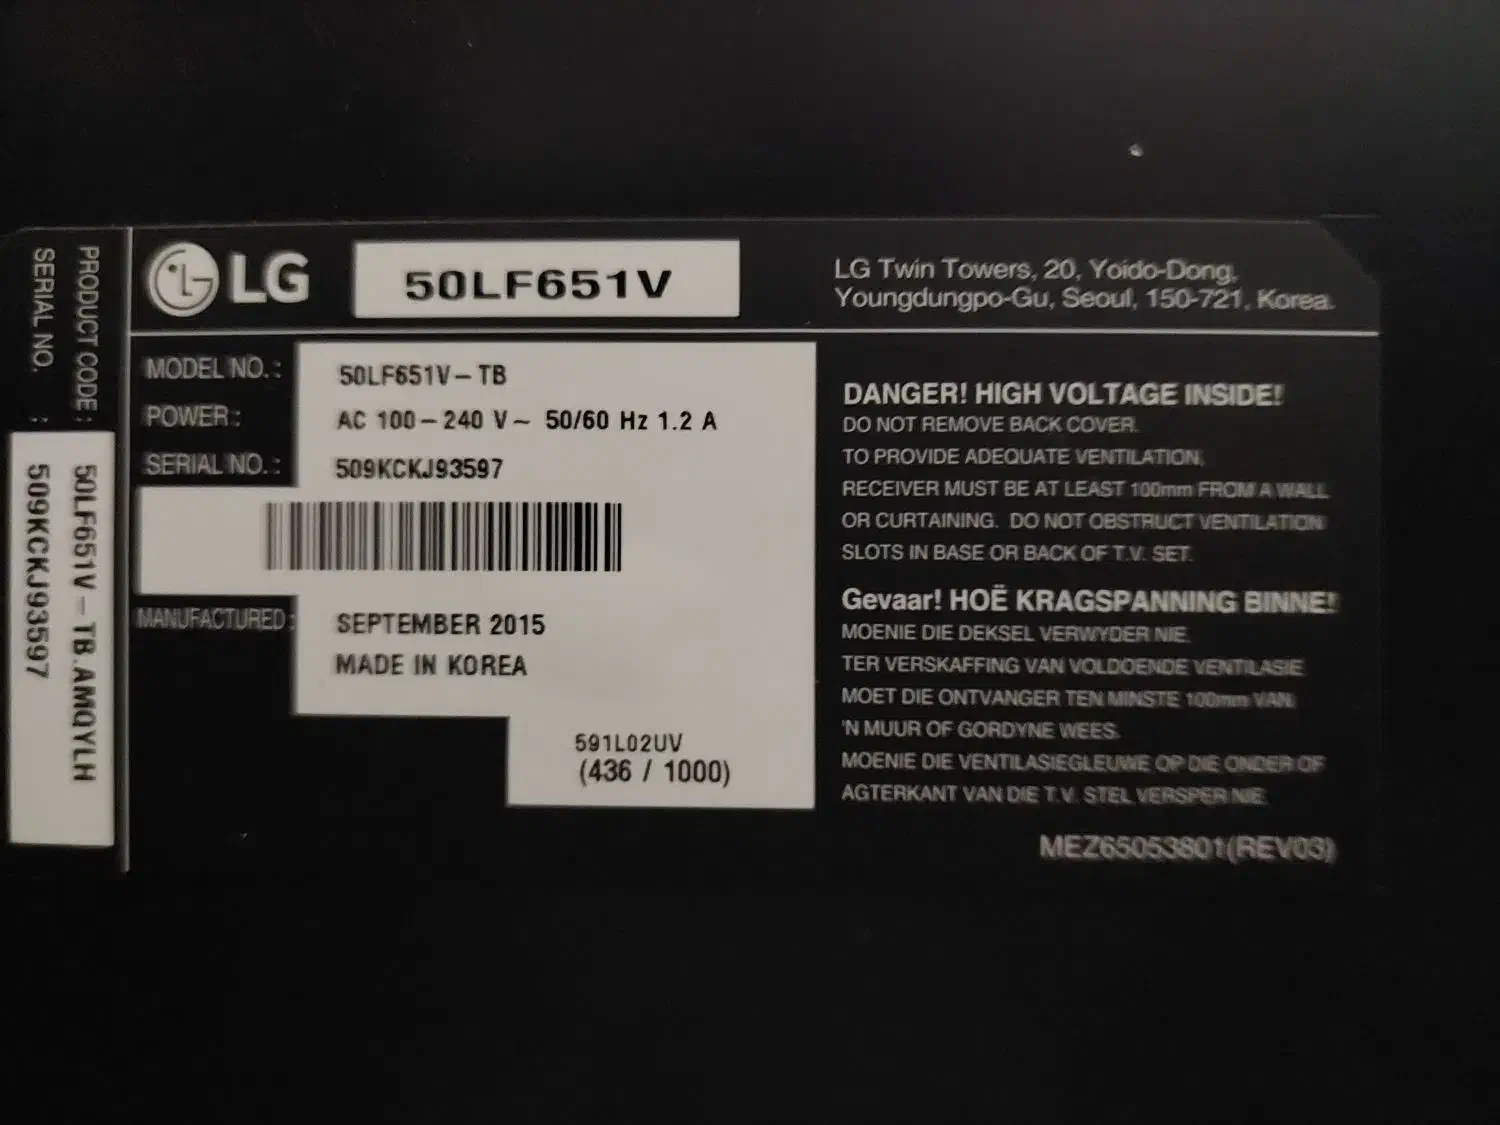 PRODUCT CODE : 50LF651V - TB.AMQYLH
SERIAL NO. : 509KCKJ93597
LG 50LF651V
LG Twin Towers, 20, Yoido-Dong,
Youngdungpo-Gu, Seoul, 150-721, Korea.
MODEL NO. : 50LF651V - TB
POWER : AC 100 - 240 V ~ 50/60 Hz 1.2 A
SERIAL NO. : 509KCKJ93597
MANUFACTURED : SEPTEMBER 2015
MADE IN KOREA
591L02UV
(436 / 1000)
DANGER! HIGH VOLTAGE INSIDE!
DO NOT REMOVE BACK COVER.
TO PROVIDE ADEQUATE VENTILATION,
RECEIVER MUST BE AT LEAST 100mm FROM A WALL
OR CURTAINING. DO NOT OBSTRUCT VENTILATION
SLOTS IN BASE OR BACK OF T.V. SET.
Gevaar! HOË KRAGSPANNING BINNE!
MOENIE DIE DEKSEL VERWYDER NIE.
TER VERSKAFFING VAN VOLDOENDE VENTILASIE
MOET DIE ONTVANGER TEN MINSTE 100mm VAN
'N MUUR OF GORDYNE WEES.
MOENIE DIE VENTILASIEGLEUWE OP DIE ONDER OF
AGTERKANT VAN DIE T.V. STEL VERSPER NIE.
MEZ65053801(REV03)